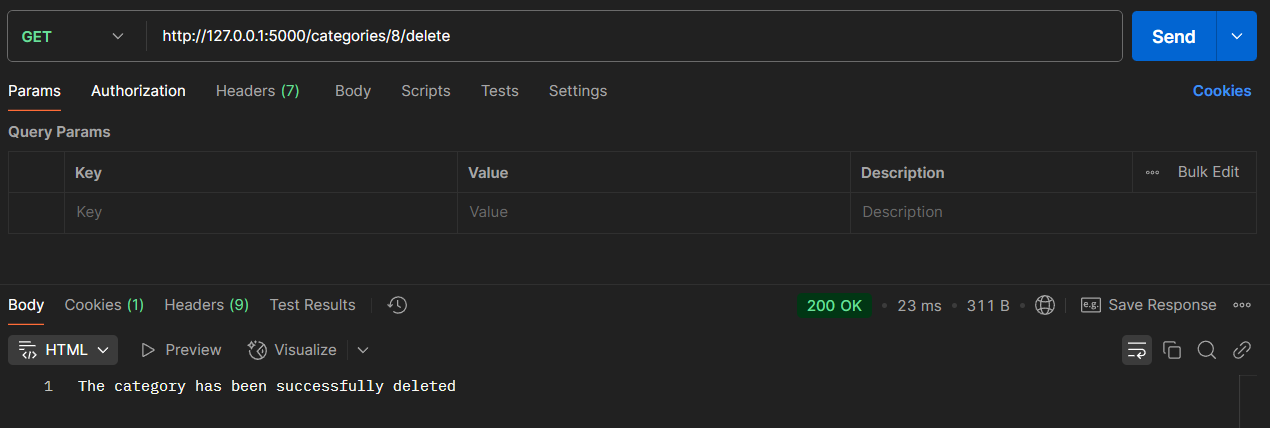 GET http://127.0.0.1:5000/categories/8/delete Send
Params Authorization Headers (7) Body Scripts Tests Settings Cookies
Query Params
Key Value Description Bulk Edit
Key Value Description
Body Cookies (1) Headers (9) Test Results 200 OK 23 ms 311 B e.g. Save Response
HTML Preview Visualize
1 The category has been successfully deleted